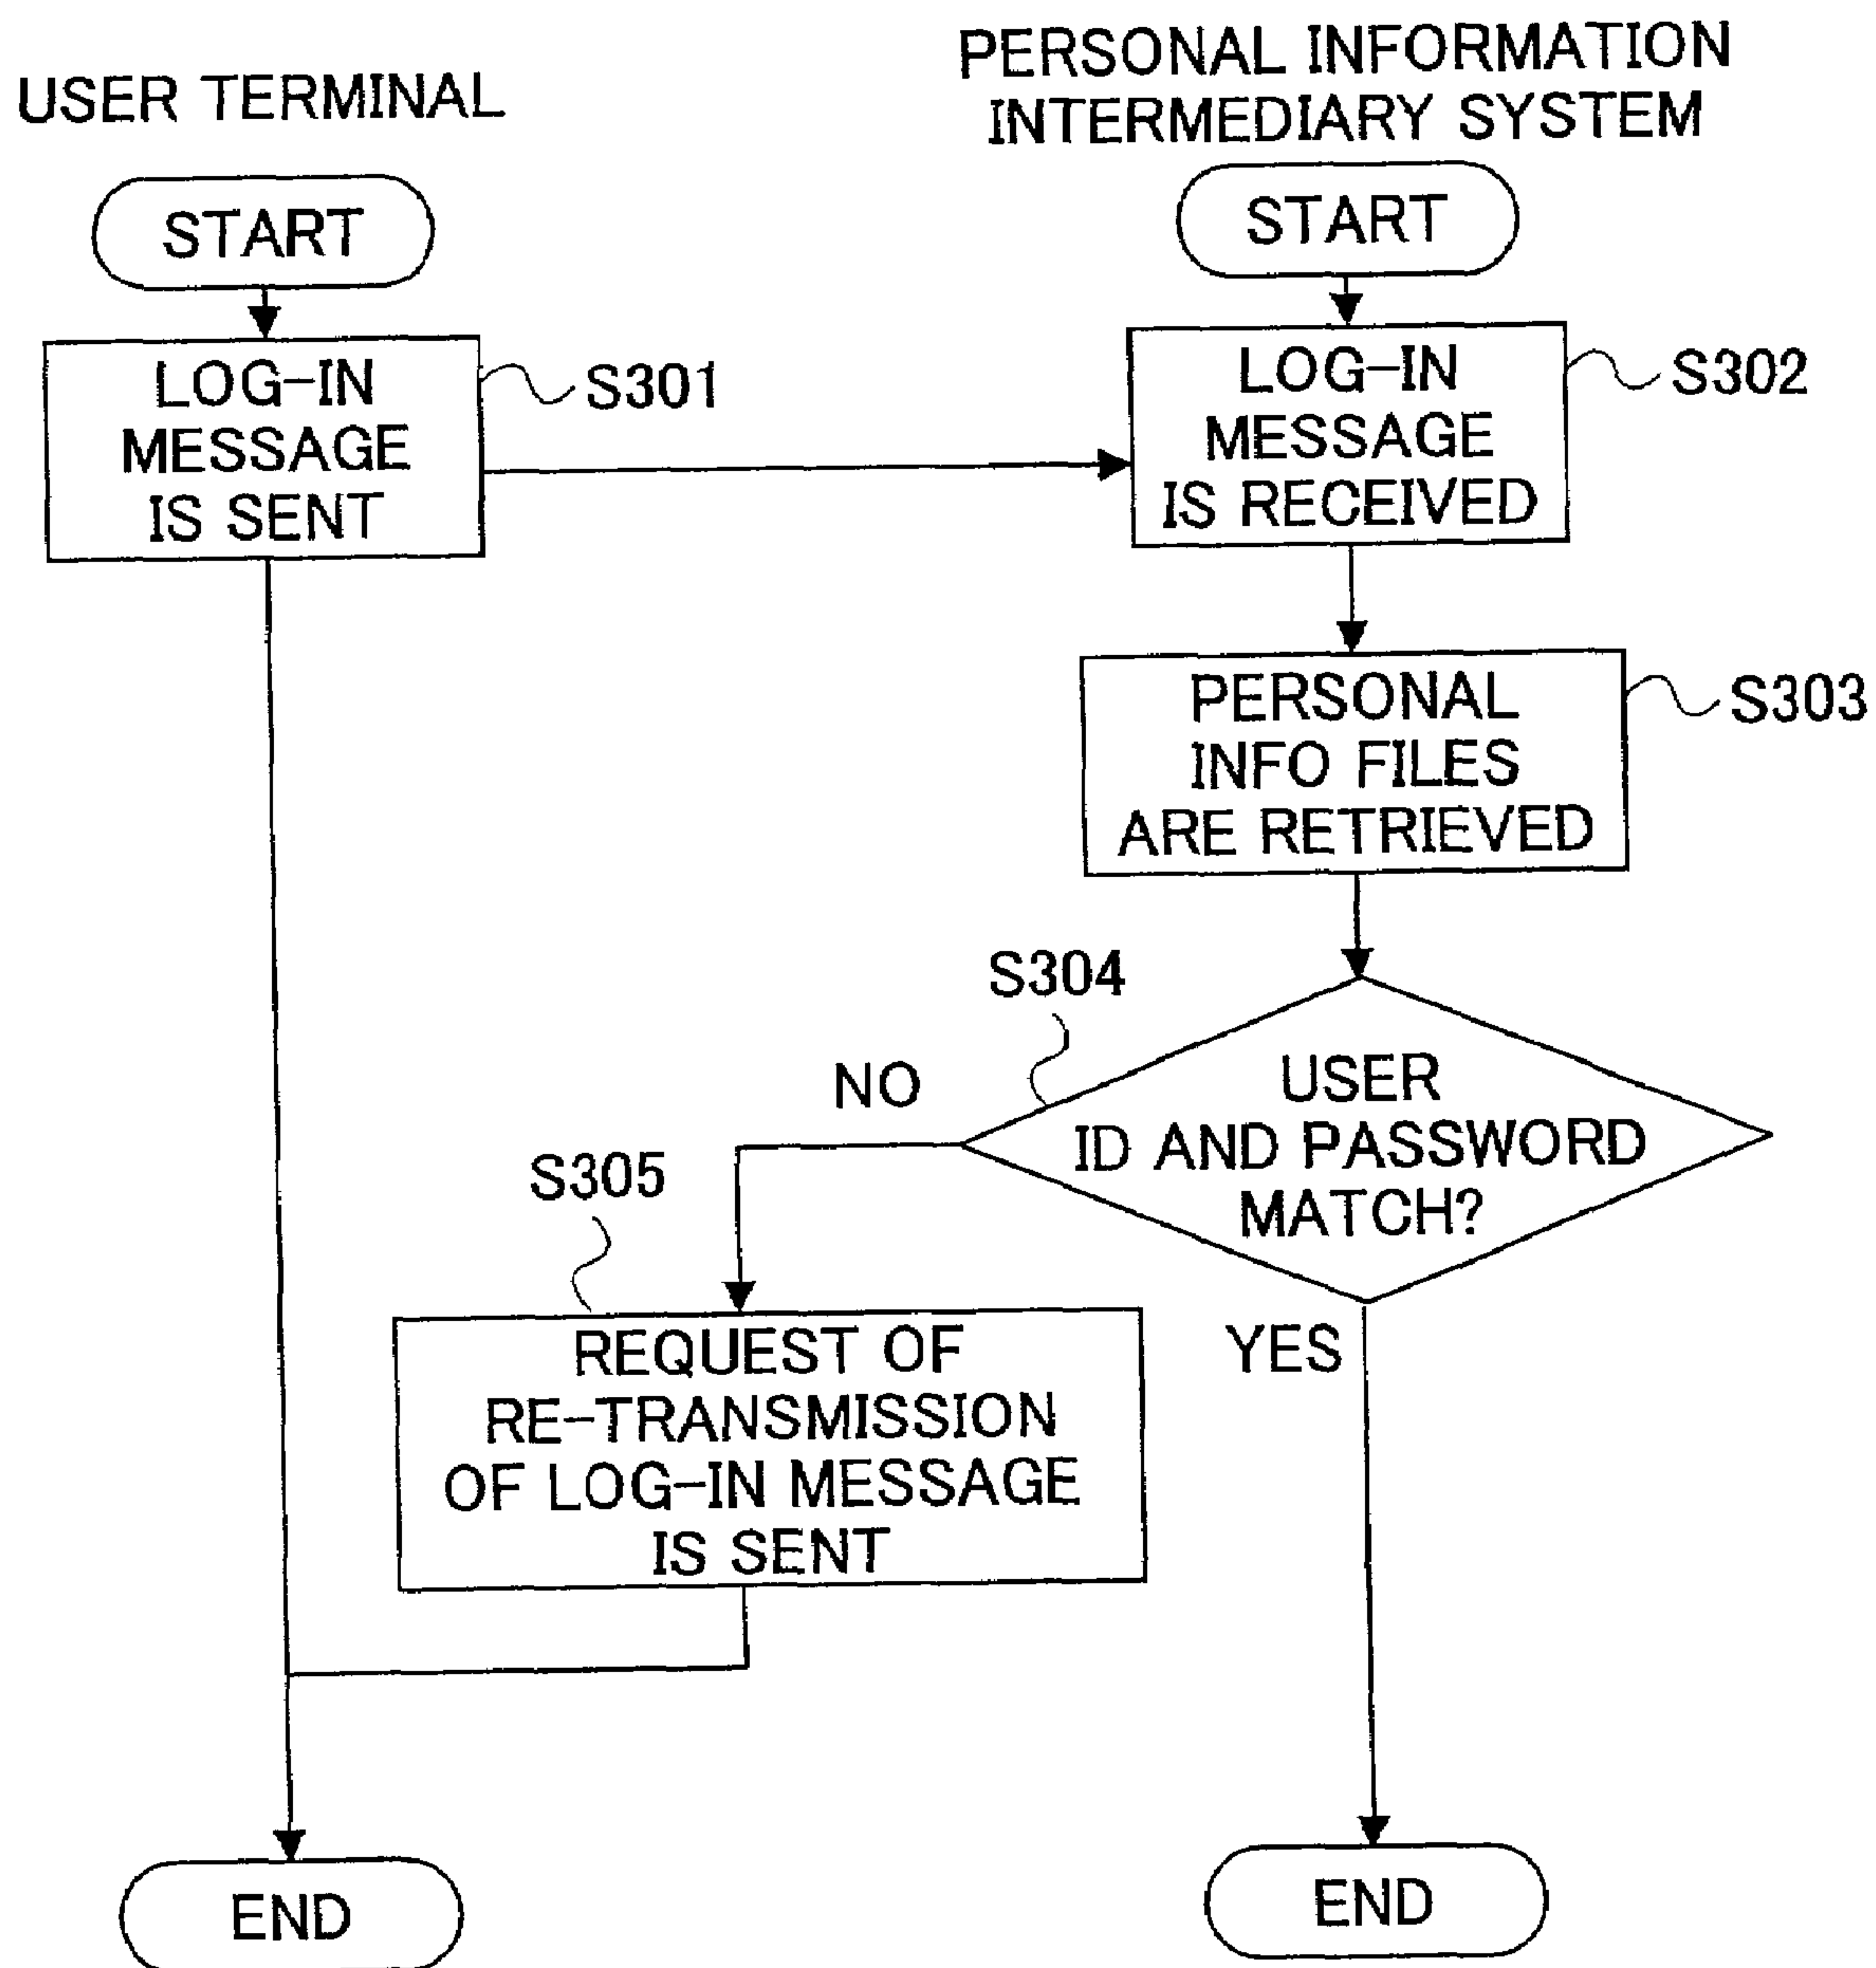 USER TERMINAL
PERSONAL INFORMATION
INTERMEDIARY SYSTEM
START
START
LOG-IN
MESSAGE
IS SENT
S301
LOG-IN
MESSAGE
IS RECEIVED
S302
PERSONAL
INFO FILES
ARE RETRIEVED
S303
S304
USER
ID AND PASSWORD
MATCH?
NO
YES
S305
REQUEST OF
RE-TRANSMISSION
OF LOG-IN MESSAGE
IS SENT
END
END